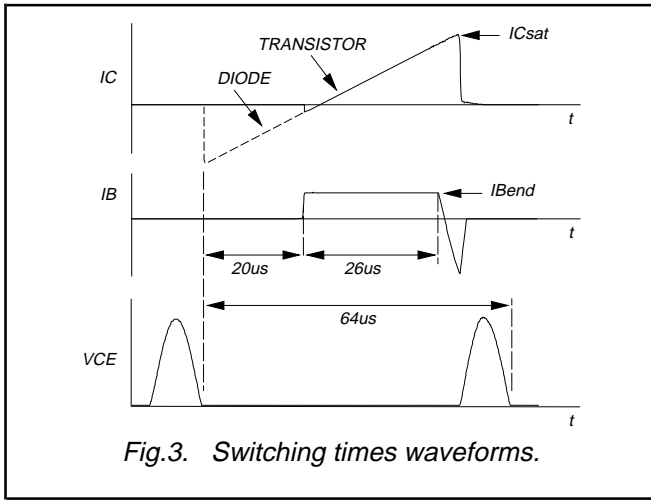 ICsat
TRANSISTOR
IC
DIODE
t
IB
IBend
t
20us
26us
64us
VCE
t
Fig.3. Switching times waveforms.